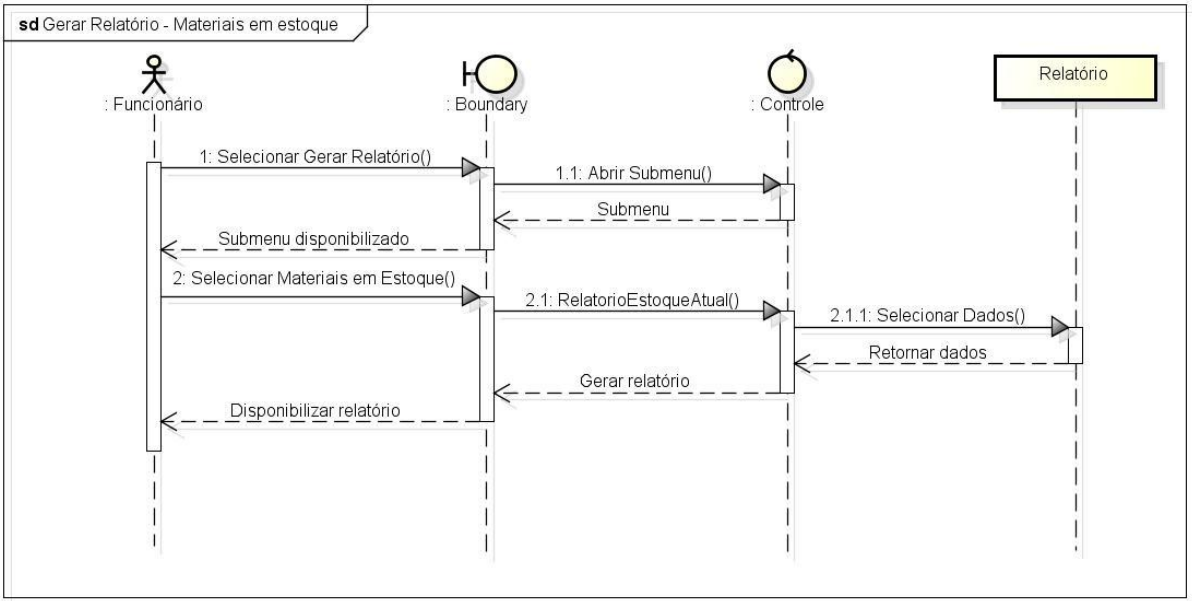 sd Gerar Relatório - Materiais em estoque
: Funcionário
: Boundary
: Controle
Relatório
1: Selecionar Gerar Relatório()
1.1: Abrir Submenu()
Submenu
Submenu disponibilizado
2: Selecionar Materiais em Estoque()
2.1: RelatorioEstoqueAtual()
2.1.1: Selecionar Dados()
Retornar dados
Gerar relatório
Disponibilizar relatório